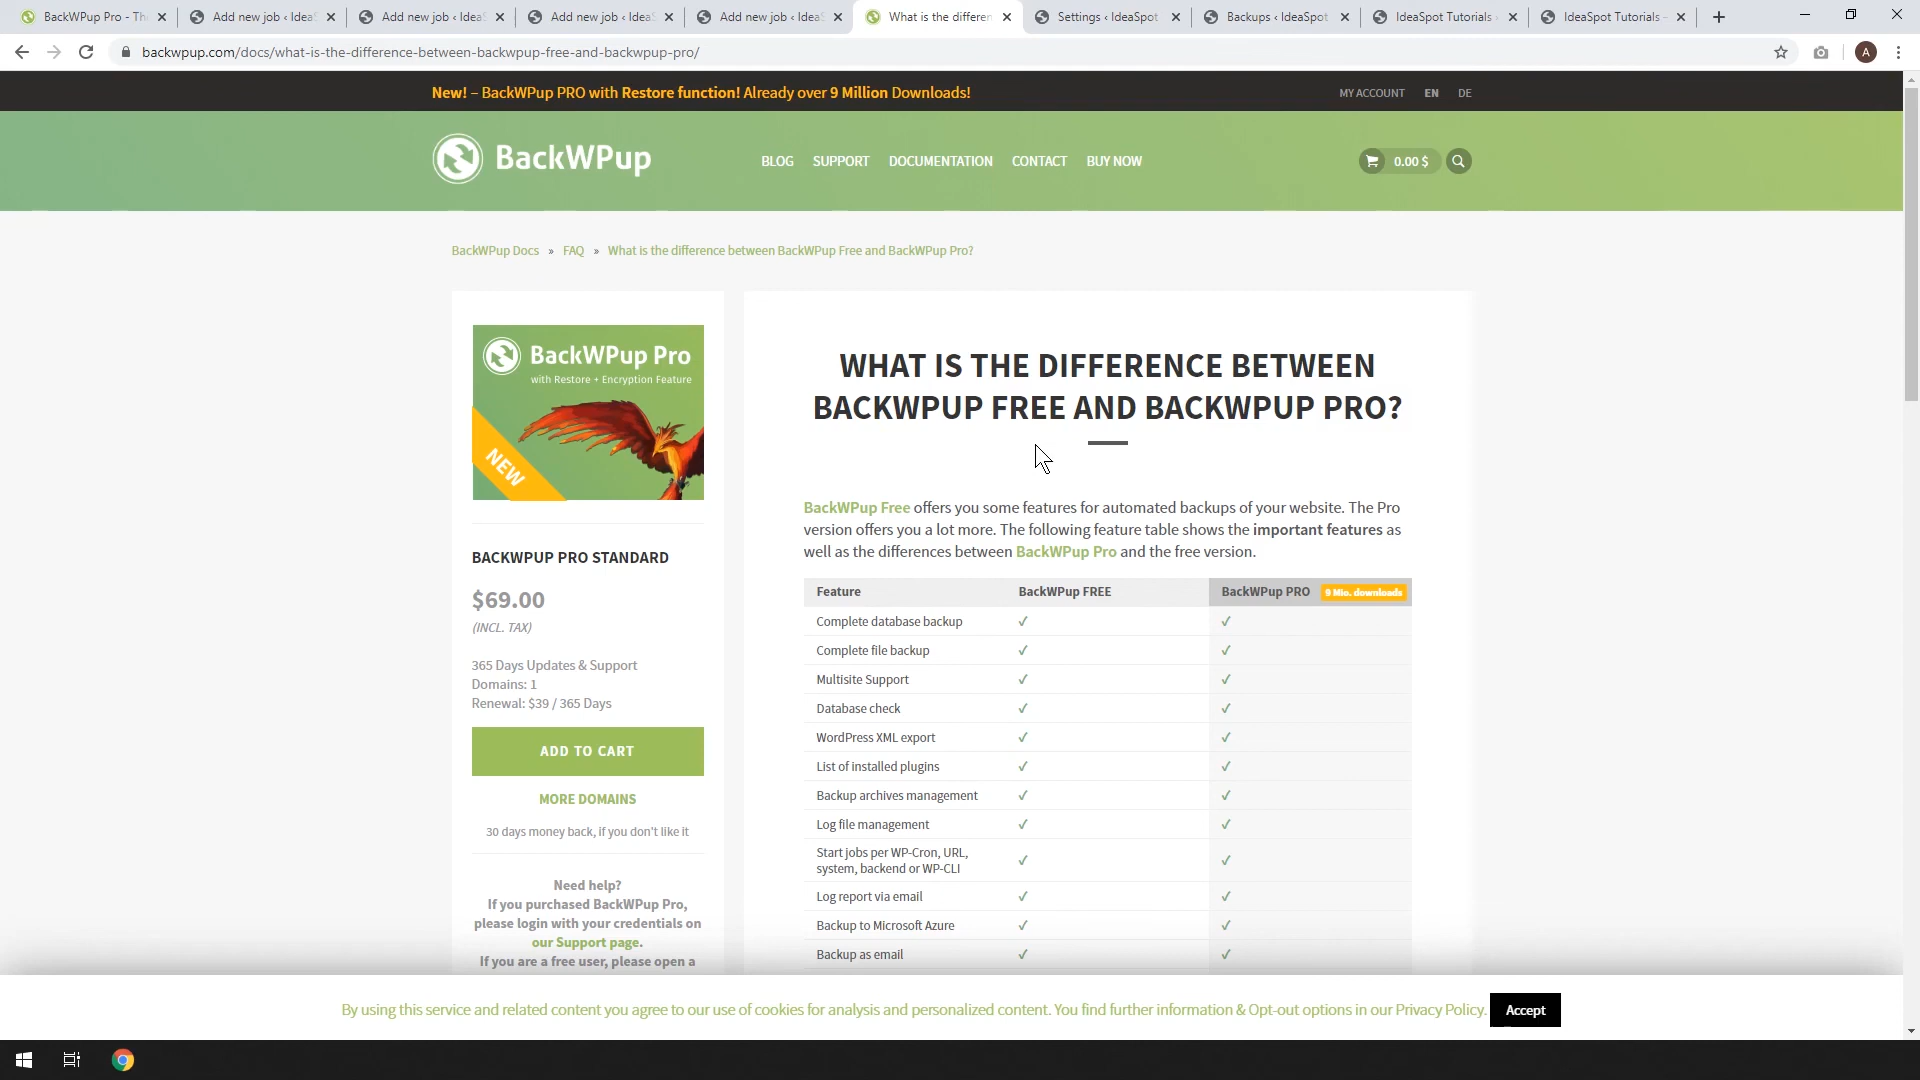 BackWPup Pro - The
Add new job ‹ IdeaS
Add new job ‹ IdeaS
Add new job ‹ IdeaS
Add new job ‹ IdeaS
What is the differen
Settings ‹ IdeaSpot
Backups ‹ IdeaSpot
IdeaSpot Tutorials
IdeaSpot Tutorials –
backwpup.com/docs/what-is-the-difference-between-backwpup-free-and-backwpup-pro/
A
New! – BackWPup PRO with Restore function! Already over 9 Million Downloads!
MY ACCOUNT EN DE
BackWPup
BLOG SUPPORT DOCUMENTATION CONTACT BUY NOW
0.00 $
BackWPup Docs » FAQ » What is the difference between BackWPup Free and BackWPup Pro?
BackWPup Pro
with Restore + Encryption Feature
NEW
BACKWPUP PRO STANDARD
$69.00
(INCL. TAX)
365 Days Updates & Support
Domains: 1
Renewal: $39 / 365 Days
ADD TO CART
MORE DOMAINS
30 days money back, if you don't like it
Need help?
If you purchased BackWPup Pro,
please login with your credentials on
our Support page.
If you are a free user, please open a
WHAT IS THE DIFFERENCE BETWEEN
BACKWPUP FREE AND BACKWPUP PRO?
BackWPup Free offers you some features for automated backups of your website. The Pro
version offers you a lot more. The following feature table shows the important features as
well as the differences between BackWPup Pro and the free version.
Feature BackWPup FREE BackWPup PRO 9 Mio. downloads
Complete database backup ✓ ✓
Complete file backup ✓ ✓
Multisite Support ✓ ✓
Database check ✓ ✓
WordPress XML export ✓ ✓
List of installed plugins ✓ ✓
Backup archives management ✓ ✓
Log file management ✓ ✓
Start jobs per WP-Cron, URL,
system, backend or WP-CLI ✓ ✓
Log report via email ✓ ✓
Backup to Microsoft Azure ✓ ✓
Backup as email ✓ ✓
By using this service and related content you agree to our use of cookies for analysis and personalized content. You find further information & Opt-out options in our Privacy Policy. Accept